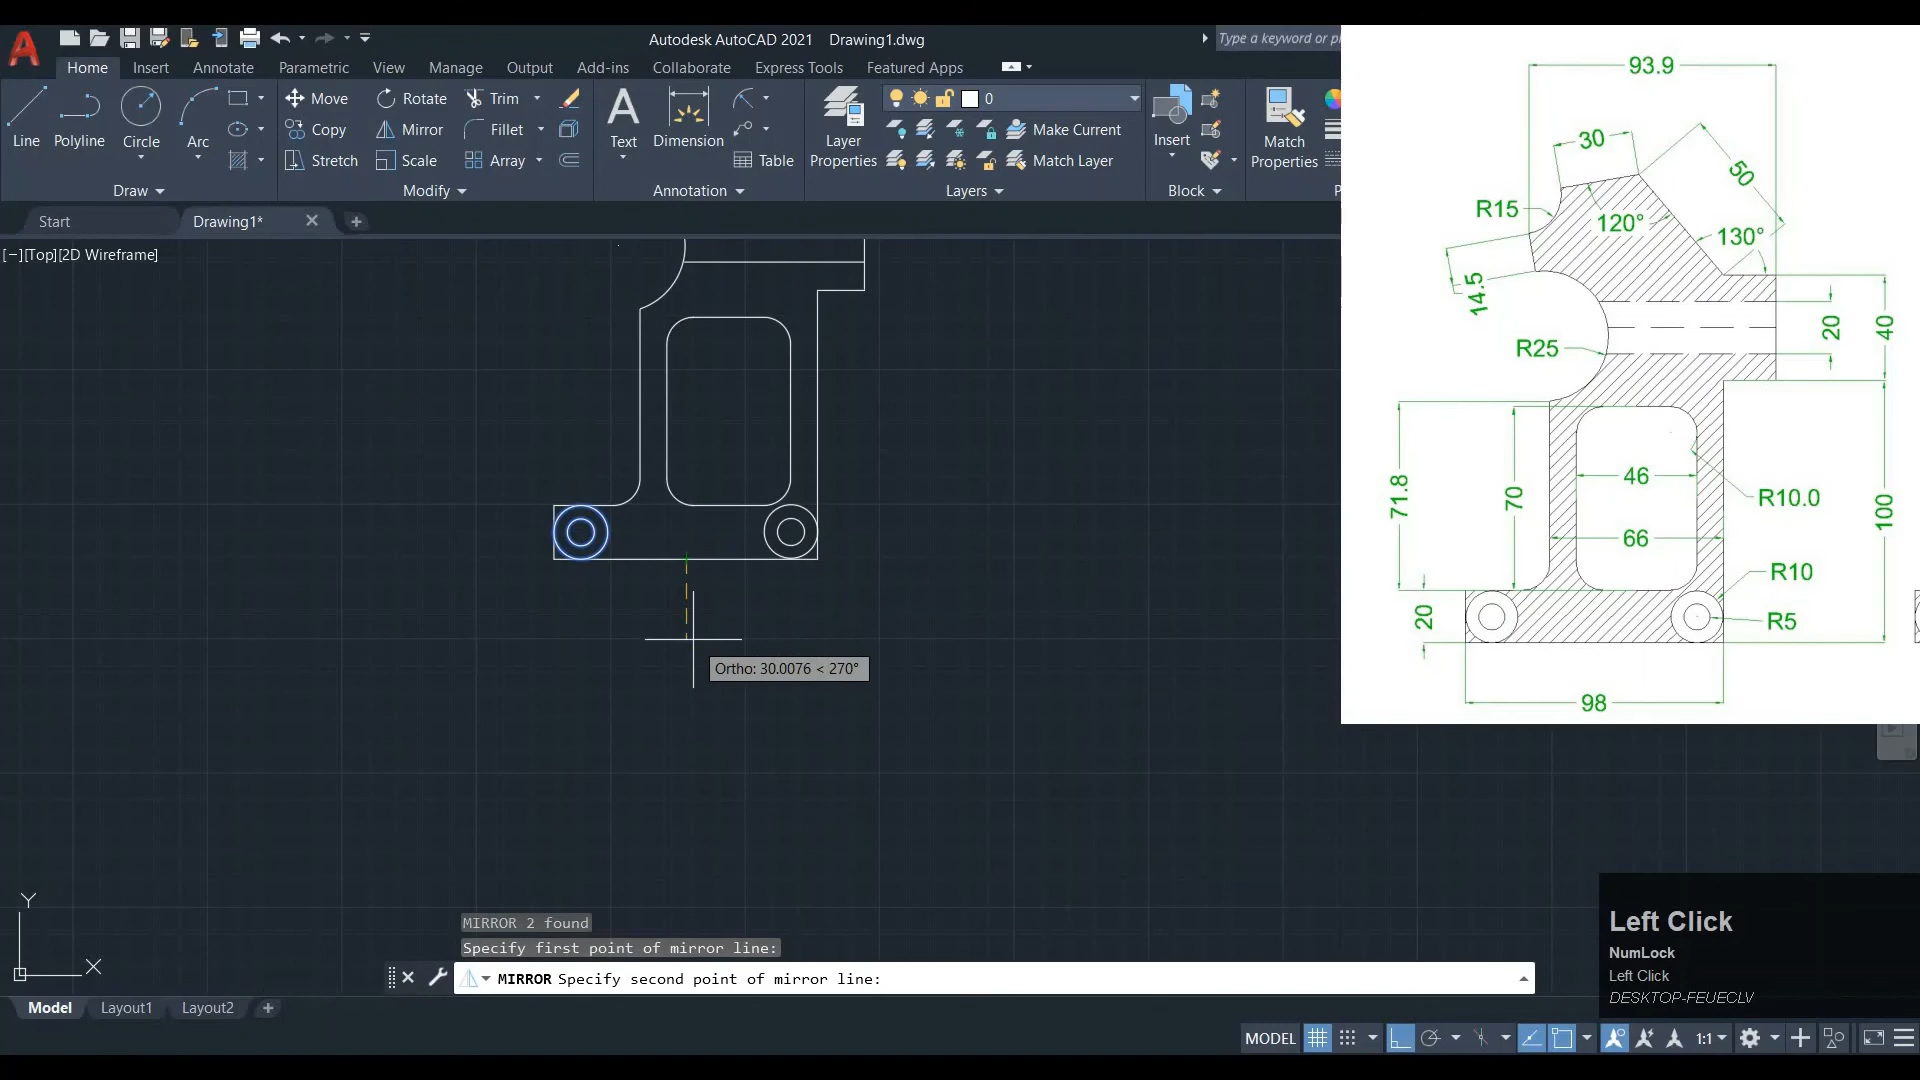 Autodesk AutoCAD 2021 Drawing1.dwg
Type a keyword or p
Home Insert Annotate Parametric View Manage Output Add-ins Collaborate Express Tools Featured Apps
Line Polyline Circle Arc
Move Rotate Trim
Copy Mirror Fillet
Stretch Scale Array
Text Dimension Table
Layer Properties
0
Make Current
Match Layer
Insert
Match Properties
Draw Modify Annotation Layers Block P
Start Drawing1*
[−][Top][2D Wireframe]
93.9
30
50
R15
120°
130°
14.5
R25
20
40
71.8
70
46
R10.0
100
66
R10
20
R5
98
Ortho: 30.0076 < 270°
Y
X
MIRROR 2 found
Specify first point of mirror line:
MIRROR Specify second point of mirror line:
Left Click
NumLock
Left Click
DESKTOP-FEUECLV
Model Layout1 Layout2
MODEL 1:1